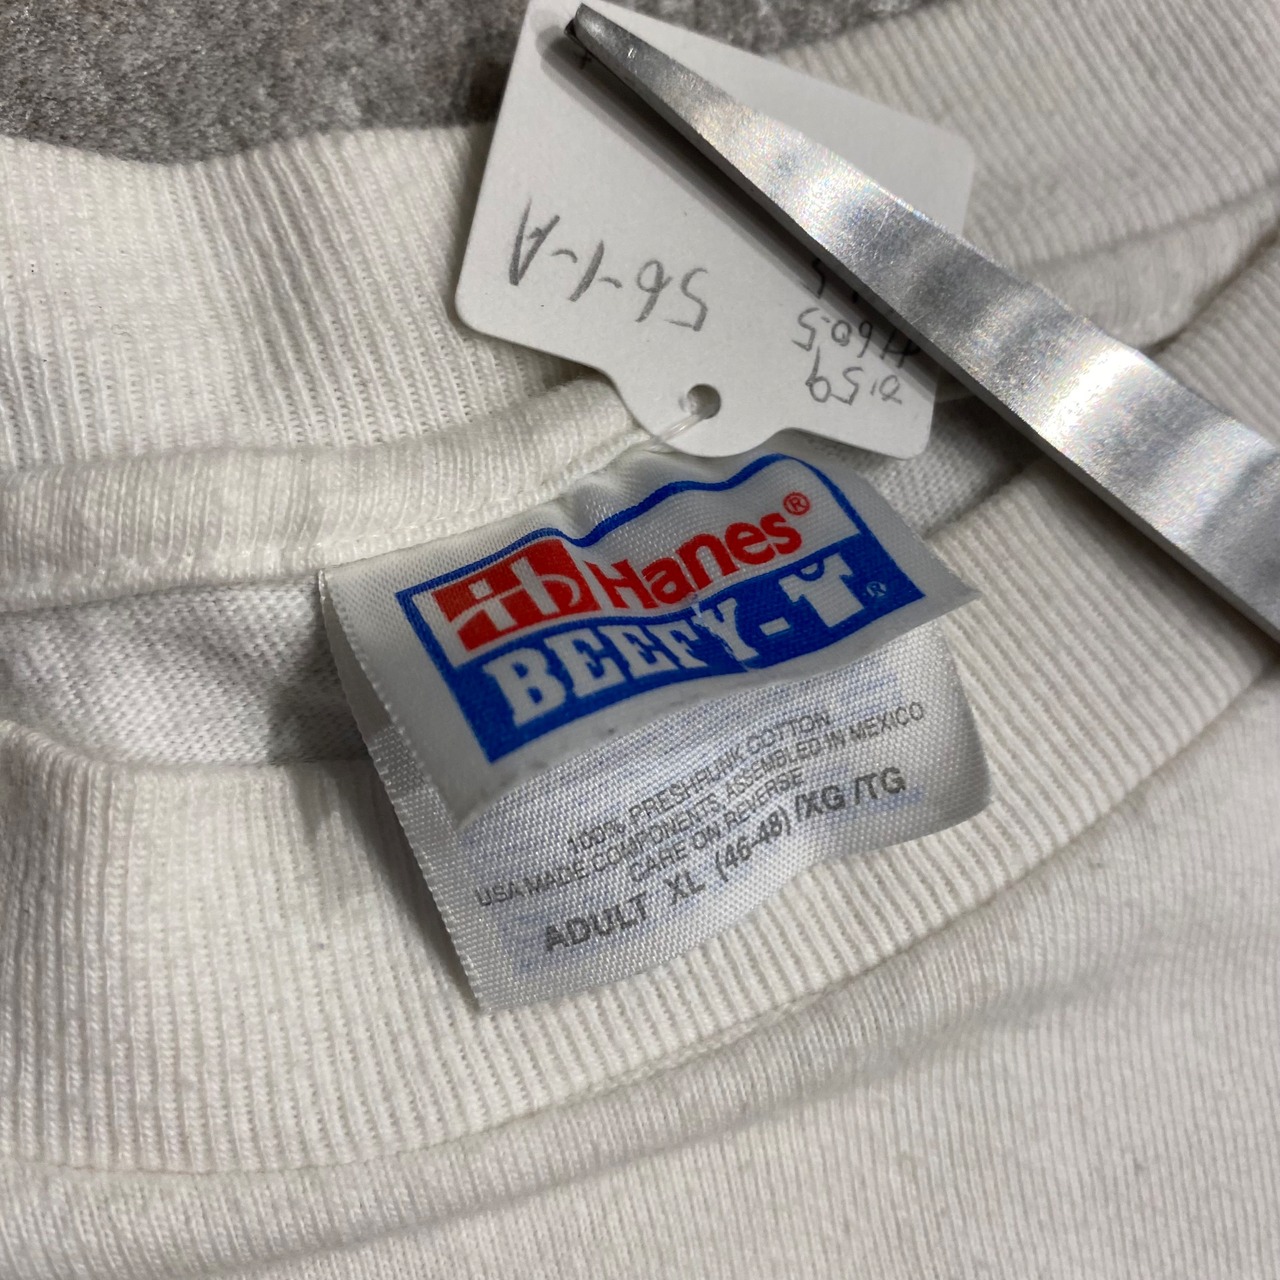 56-1-A
Hanes®
BEEFY-T®
100% PRESHRUNK COTTON
USA MADE COMPONENTS, ASSEMBLED IN MEXICO
CARE ON REVERSE
ADULT XL (46-48) /XG /TG